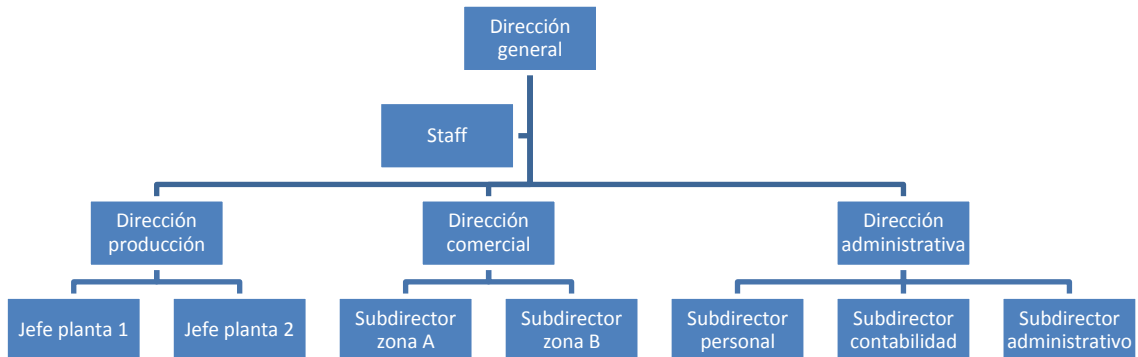 Dirección
general
Staff
Dirección
producción
Dirección
comercial
Dirección
administrativa
Jefe planta 1
Jefe planta 2
Subdirector
zona A
Subdirector
zona B
Subdirector
personal
Subdirector
contabilidad
Subdirector
administrativo